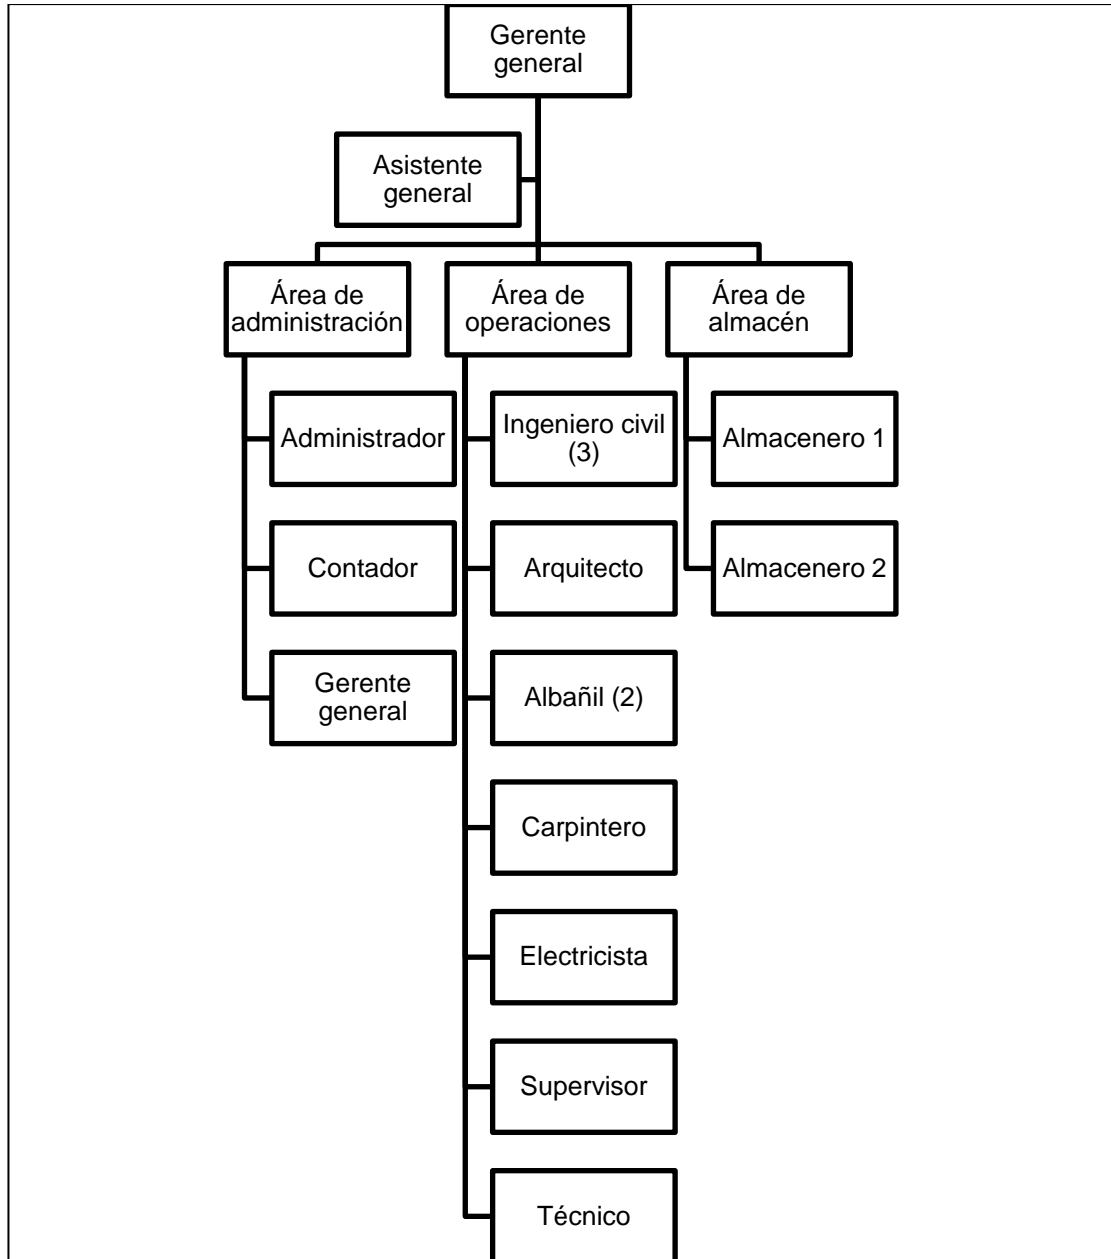 Gerente
general
Asistente
general
Área de
administración
Área de
operaciones
Área de
almacén
Administrador
Contador
Gerente
general
Ingeniero civil
(3)
Arquitecto
Albañil (2)
Carpintero
Electricista
Supervisor
Técnico
Almacenero 1
Almacenero 2